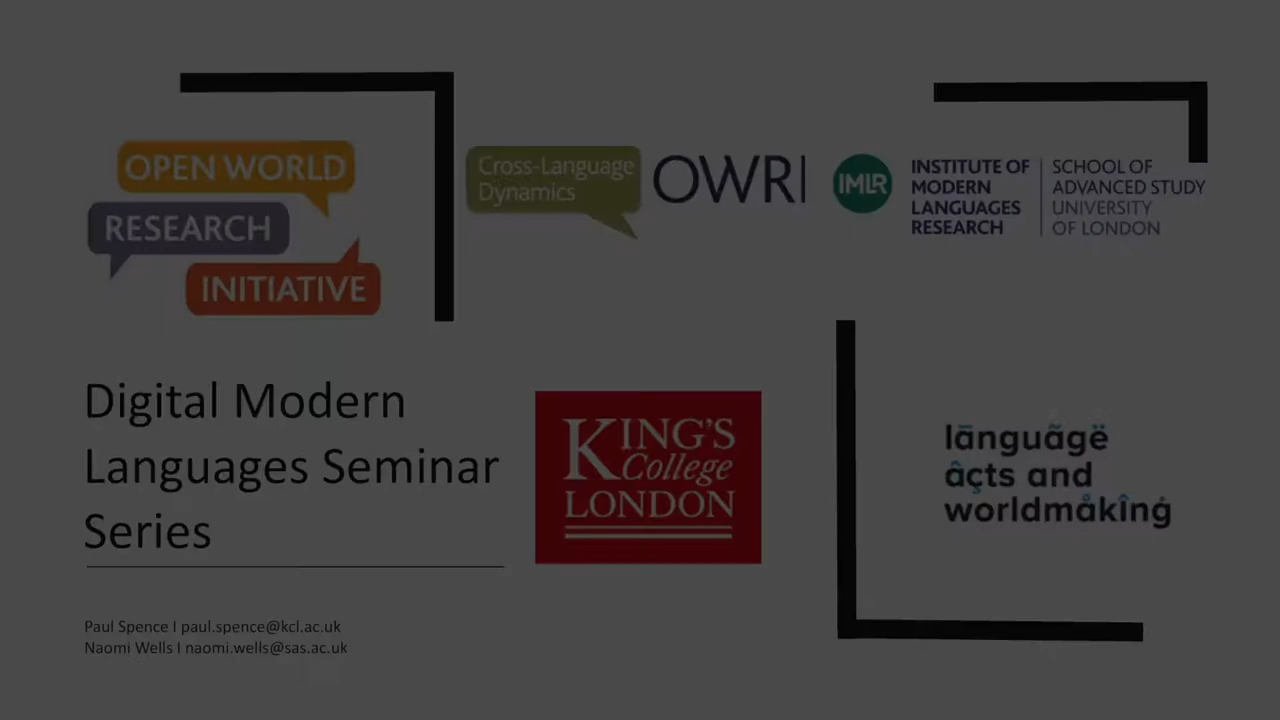 OPEN WORLD
RESEARCH
INITIATIVE
Cross-Language
Dynamics
OWRI
IMLR
INSTITUTE OF
MODERN
LANGUAGES
RESEARCH
SCHOOL OF
ADVANCED STUDY
UNIVERSITY
OF LONDON
Digital Modern
Languages Seminar
Series
KING'S
College
LONDON
lānguãgë
âçts and
worldmåkînġ
Paul Spence I paul.spence@kcl.ac.uk
Naomi Wells I naomi.wells@sas.ac.uk